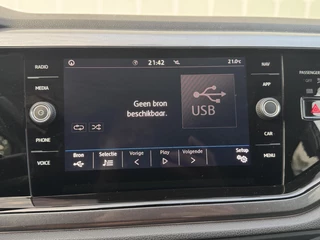 RADIO
MEDIA
PHONE
VOICE
21:42
21.0°C
Geen bron
beschikbaar.
USB
Bron
Selectie
Vorige
Play
Volgende
Setup
NAV
APP
CAR
MENU
PASSENGER